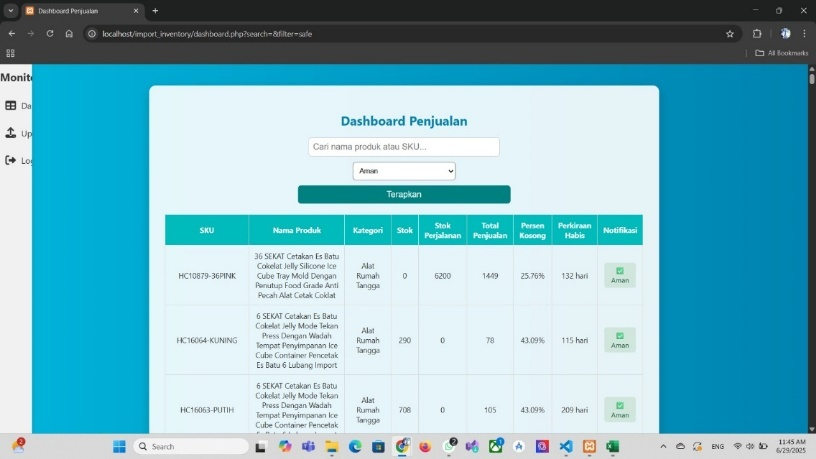 Dashboard Penjualan
localhost/import_inventory/dashboard.php?search=&filter=safe
All Bookmarks
Monit
Da
Up
Log
Dashboard Penjualan
Cari nama produk atau SKU...
Aman
Terapkan
SKU Nama Produk Kategori Stok Stok Perjalanan Total Penjualan Persen Kosong Perkiraan Habis Notifikasi
HC10879-36PINK
36 SEKAT Cetakan Es Batu
Cokelat Jelly Silicone Ice
Cube Tray Mold Dengan
Penutup Food Grade Anti
Pecah Alat Cetak Coklat
Alat
Rumah
Tangga
0 6200 1449 25.76% 132 hari
Aman
HC16064-KUNING
6 SEKAT Cetakan Es Batu
Cokelat Jelly Mode Tekan
Press Dengan Wadah
Tempat Penyimpanan Ice
Cube Container Pencetak
Es Batu 6 Lubang Import
Alat
Rumah
Tangga
290 0 78 43.09% 115 hari
Aman
HC16063-PUTIH
6 SEKAT Cetakan Es Batu
Cokelat Jelly Mode Tekan
Press Dengan Wadah
Tempat Penyimpanan Ice
Cube Container Pencetak
Alat
Rumah
Tangga
708 0 105 43.09% 209 hari
Aman
2
Search
2
ENG
11:45 AM
6/29/2025